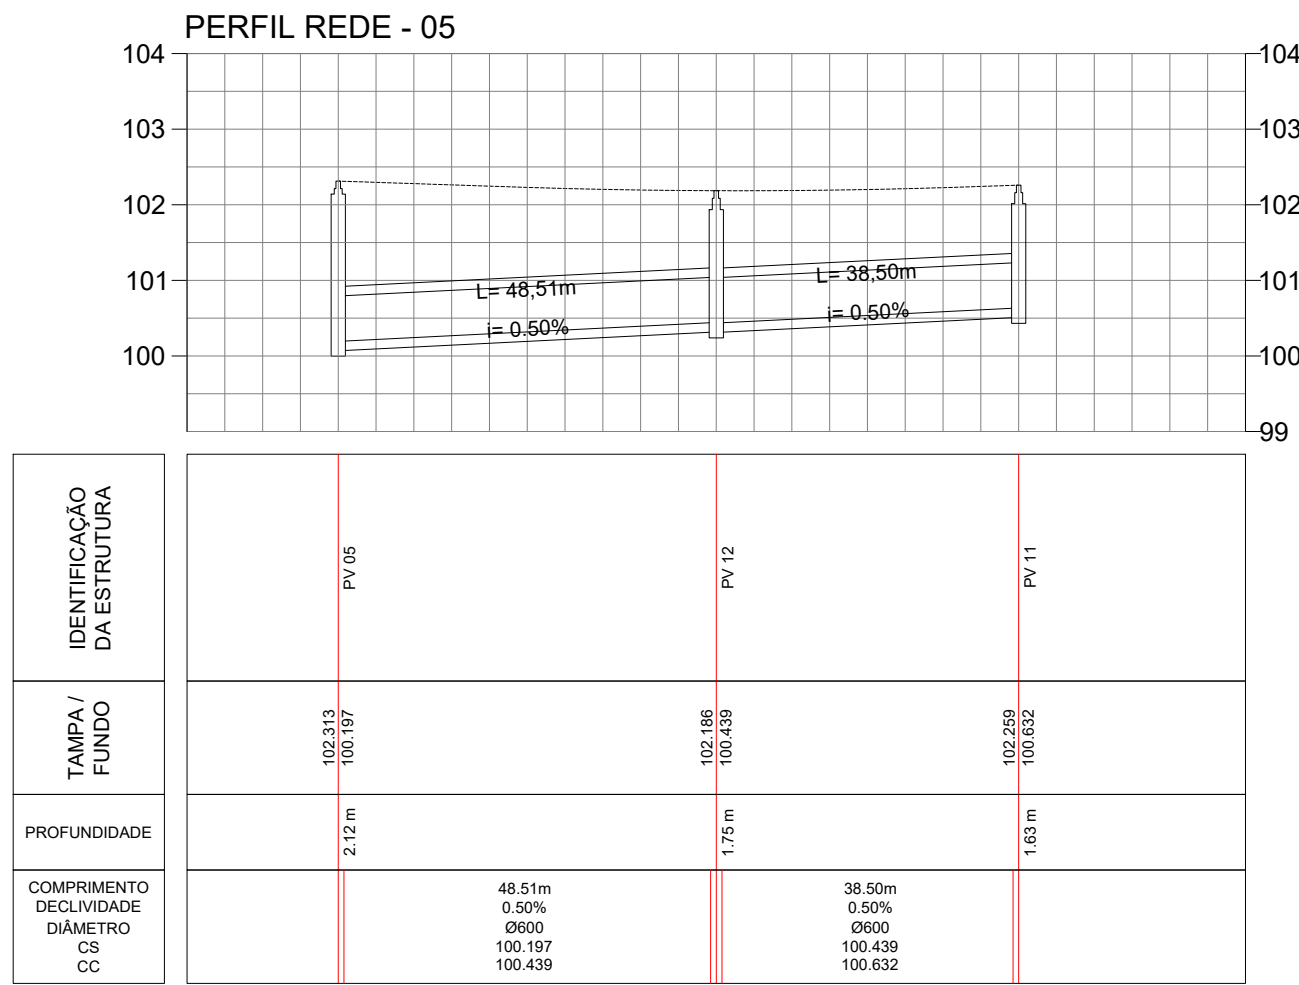 PERFIL REDE - 05
104
104
103
103
102
102
101
101
100
100
99
L= 48,51m
i= 0.50%
L= 38,50m
i= 0.50%
IDENTIFICAÇÃO
DA ESTRUTURA
PV 05
PV 12
PV 11
TAMPA /
FUNDO
102.313
100.197
102.186
100.439
102.259
100.632
PROFUNDIDADE
2.12 m
1.75 m
1.63 m
COMPRIMENTO
DECLIVIDADE
DIÂMETRO
CS
CC
48.51m
0.50%
Ø600
100.197
100.439
38.50m
0.50%
Ø600
100.439
100.632